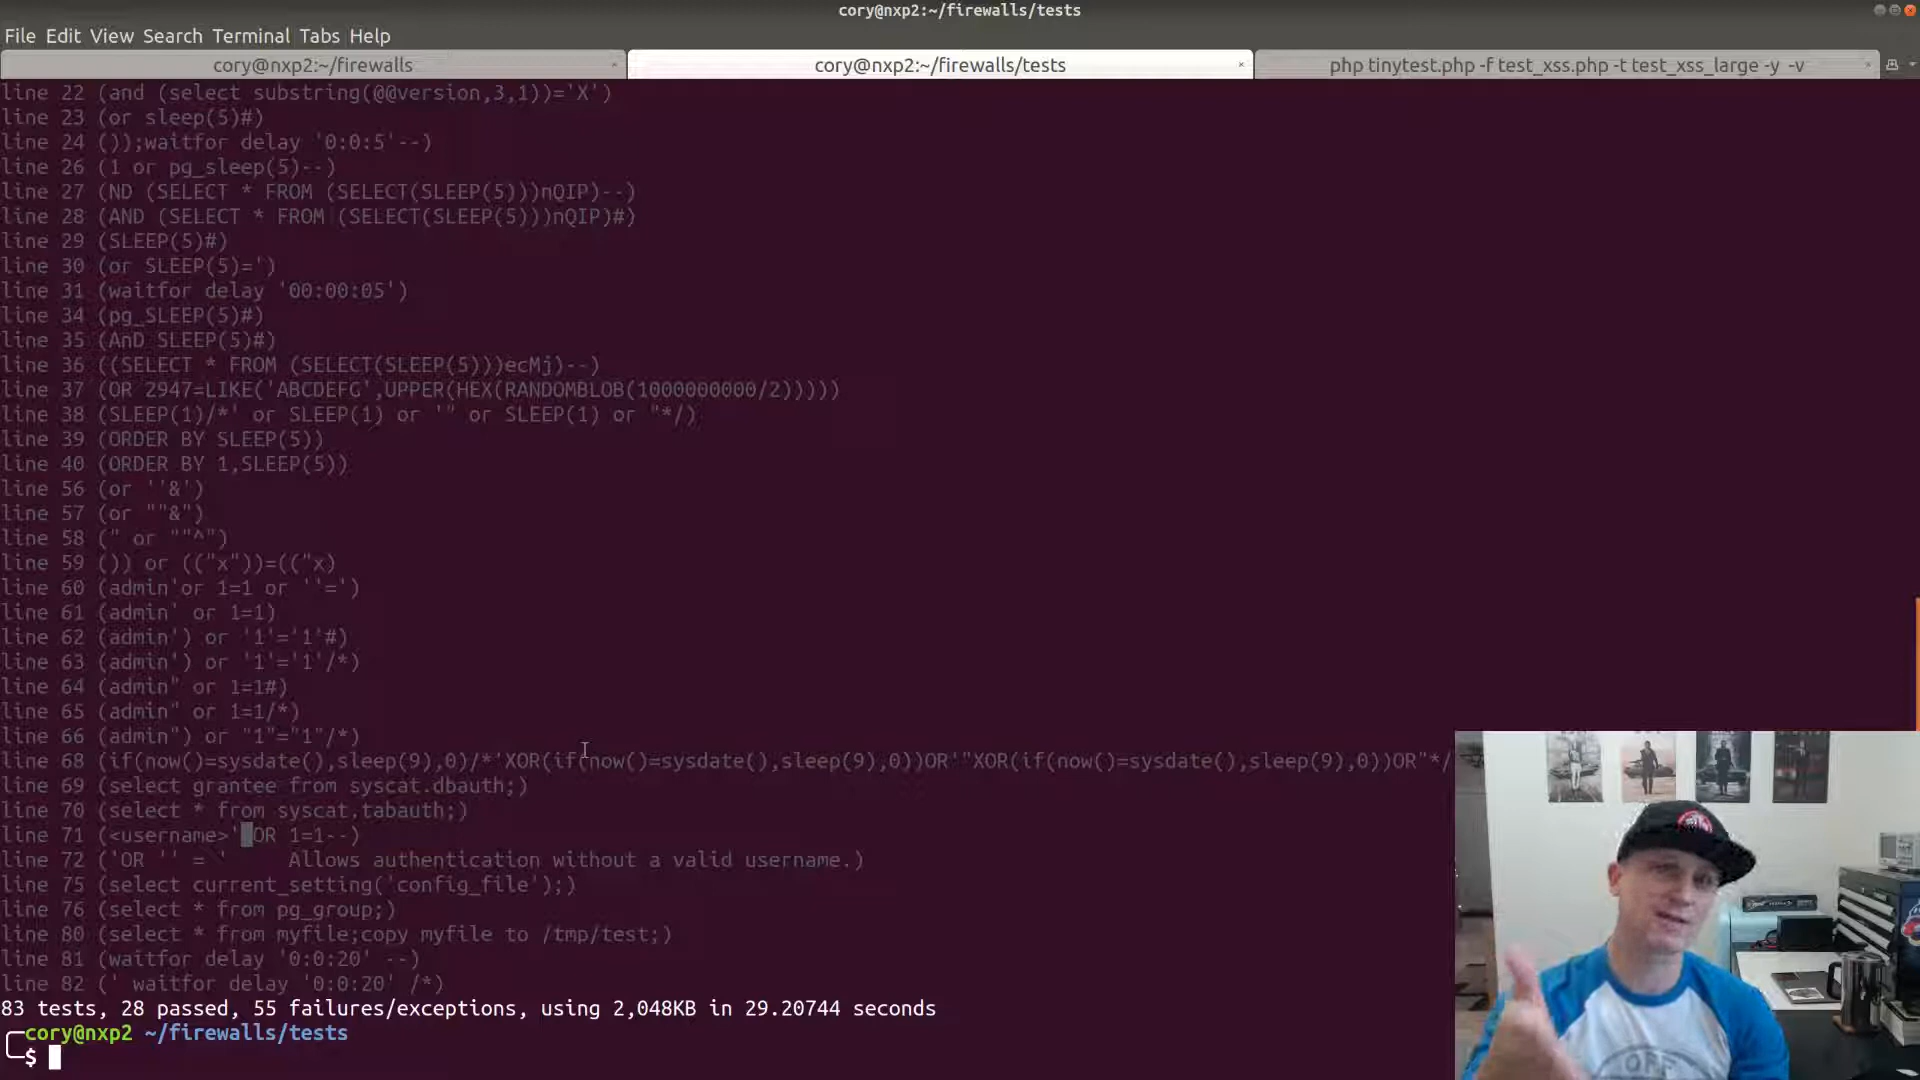 cory@nxp2:~/firewalls/tests
File Edit View Search Terminal Tabs Help
cory@nxp2:~/firewalls
cory@nxp2:~/firewalls/tests
php tinytest.php -f test_xss.php -t test_xss_large -y -v
line 22 (and (select substring(@@version,3,1))='X')
line 23 (or sleep(5)#)
line 24 ());waitfor delay '0:0:5'--)
line 26 (1 or pg_sleep(5)--)
line 27 (ND (SELECT * FROM (SELECT(SLEEP(5)))nQIP)--)
line 28 (AND (SELECT * FROM (SELECT(SLEEP(5)))nQIP)#)
line 29 (SLEEP(5)#)
line 30 (or SLEEP(5)=')
line 31 (waitfor delay '00:00:05')
line 34 (pg_SLEEP(5)#)
line 35 (AnD SLEEP(5)#)
line 36 ((SELECT * FROM (SELECT(SLEEP(5)))ecMj)--)
line 37 (OR 2947=LIKE('ABCDEFG',UPPER(HEX(RANDOMBLOB(1000000000/2)))))
line 38 (SLEEP(1)/*' or SLEEP(1) or '" or SLEEP(1) or "*/)
line 39 (ORDER BY SLEEP(5))
line 40 (ORDER BY 1,SLEEP(5))
line 56 (or ''&')
line 57 (or ""&")
line 58 (" or ""^")
line 59 ()) or (("x"))=(("x)
line 60 (admin'or 1=1 or ''=')
line 61 (admin' or 1=1)
line 62 (admin') or '1'='1'#)
line 63 (admin') or '1'='1'/*)
line 64 (admin" or 1=1#)
line 65 (admin" or 1=1/*)
line 66 (admin") or "1"="1"/*)
line 68 (if(now()=sysdate(),sleep(9),0)/*'XOR(if(now()=sysdate(),sleep(9),0))OR'"XOR(if(now()=sysdate(),sleep(9),0))OR"*/
line 69 (select grantee from syscat.dbauth;)
line 70 (select * from syscat.tabauth;)
line 71 (<username>' OR 1=1--)
line 72 ('OR '' = '     Allows authentication without a valid username.)
line 75 (select current_setting('config_file');)
line 76 (select * from pg_group;)
line 80 (select * from myfile;copy myfile to /tmp/test;)
line 81 (waitfor delay '0:0:20' --)
line 82 (' waitfor delay '0:0:20' /*)
83 tests, 28 passed, 55 failures/exceptions, using 2,048KB in 29.20744 seconds
cory@nxp2 ~/firewalls/tests
$